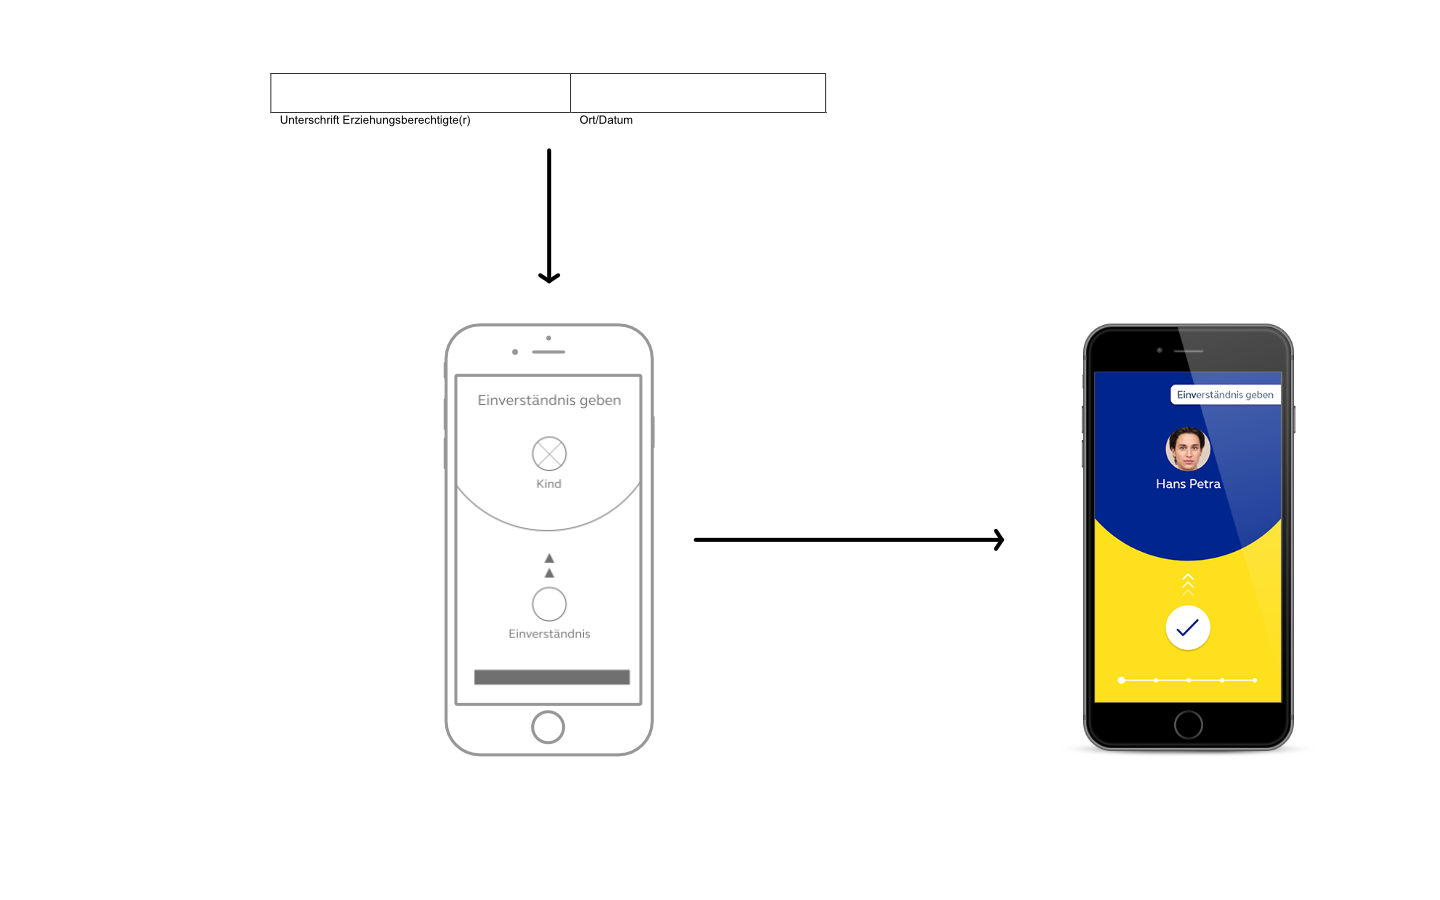 Unterschrift Erziehungsberechtigte(r)
Ort/Datum
Einverständnis geben
Kind
Einverständnis
Einverständnis geben
Hans Petra